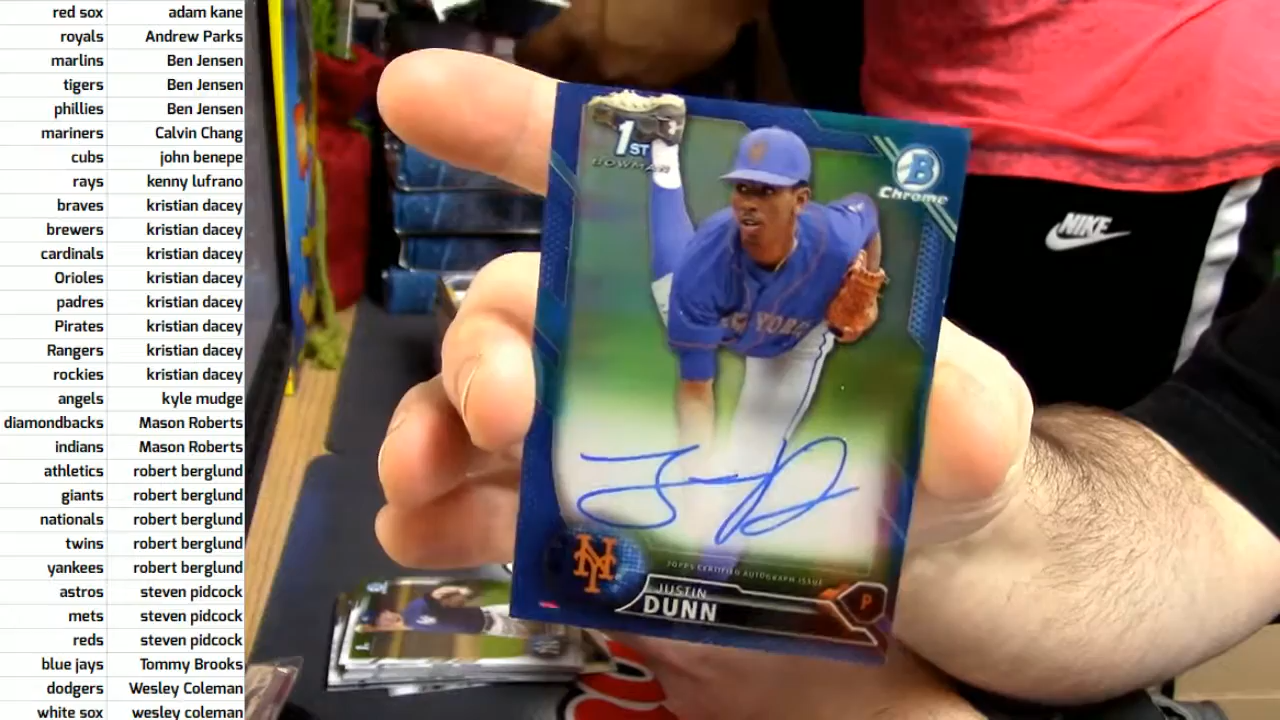 red sox adam kane
royals Andrew Parks
marlins Ben Jensen
tigers Ben Jensen
phillies Ben Jensen
mariners Calvin Chang
cubs john benepe
rays kenny lufrano
braves kristian dacey
brewers kristian dacey
cardinals kristian dacey
Orioles kristian dacey
padres kristian dacey
Pirates kristian dacey
Rangers kristian dacey
rockies kristian dacey
angels kyle mudge
diamondbacks Mason Roberts
indians Mason Roberts
athletics robert berglund
giants robert berglund
nationals robert berglund
twins robert berglund
yankees robert berglund
astros steven pidcock
mets steven pidcock
reds steven pidcock
blue jays Tommy Brooks
dodgers Wesley Coleman
white sox wesley coleman
1ST
BOWMAN
B
Chrome
NEW YORK
NY
TOPPS CERTIFIED AUTOGRAPH ISSUE
JUSTIN
DUNN
P
NIKE